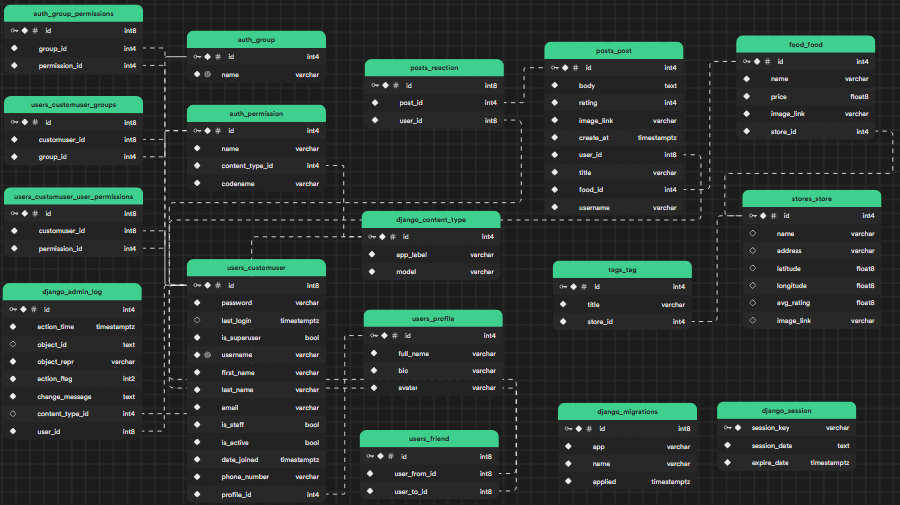 auth_group_permissions
id int8
group_id int4
permission_id int4
users_customuser_groups
id int8
customuser_id int8
group_id int4
users_customuser_user_permissions
id int8
customuser_id int8
permission_id int4
django_admin_log
id int4
action_time timestamptz
object_id text
object_repr varchar
action_flag int2
change_message text
content_type_id int4
user_id int8
auth_group
id int4
name varchar
auth_permission
id int4
name varchar
content_type_id int4
codename varchar
users_customuser
id int8
password varchar
last_login timestamptz
is_superuser bool
username varchar
first_name varchar
last_name varchar
email varchar
is_staff bool
is_active bool
date_joined timestamptz
phone_number varchar
profile_id int4
posts_reaction
id int8
post_id int4
user_id int8
django_content_type
id int4
app_label varchar
model varchar
users_profile
id int4
full_name varchar
bio varchar
avatar varchar
users_friend
id int8
user_from_id int8
user_to_id int8
posts_post
id int4
body text
rating int4
image_link varchar
create_at timestamptz
user_id int8
title varchar
food_id int4
username varchar
tags_tag
id int4
title varchar
store_id int4
django_migrations
id int8
app varchar
name varchar
applied timestamptz
food_food
id int4
name varchar
price float8
image_link varchar
store_id int4
stores_store
id int4
name varchar
address varchar
latitude float8
longitude float8
avg_rating float8
image_link varchar
django_session
session_key varchar
session_data text
expire_date timestamptz